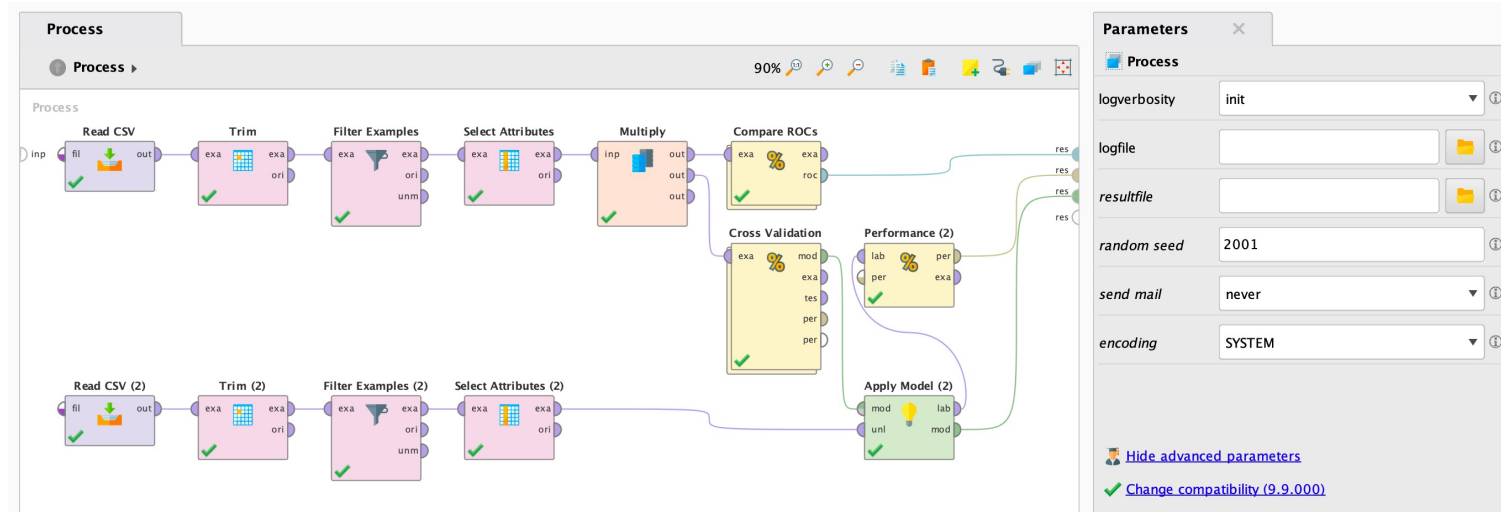 Process
Process
90%
Process
Read CSV
Trim
Filter Examples
Select Attributes
Multiply
Compare ROCs
inp
fil
out
exa
exa
ori
exa
exa
ori
unm
exa
exa
ori
inp
out
out
out
exa
exa
roc
res
res
res
res
Cross Validation
Performance (2)
exa
mod
exa
tes
per
per
lab
per
per
exa
Read CSV (2)
Trim (2)
Filter Examples (2)
Select Attributes (2)
Apply Model (2)
fil
out
exa
exa
ori
exa
exa
ori
unm
exa
exa
ori
mod
unl
lab
mod
Parameters
Process
logverbosity
init
logfile
resultfile
random seed
2001
send mail
never
encoding
SYSTEM
Hide advanced parameters
Change compatibility (9.9.000)